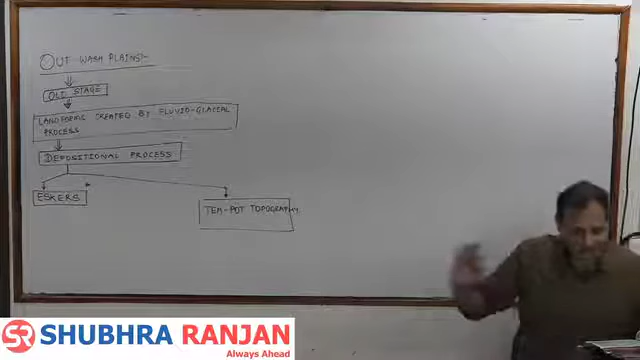 OUT WASH PLAINS:-
OLD STAGE
LANDFORMS CREATED BY FLUVIO-GLACIAL
PROCESS
DEPOSITIONAL PROCESS
ESKERS
TEA-POT TOPOGRAPHY
SR SHUBHRA RANJAN
Always Ahead